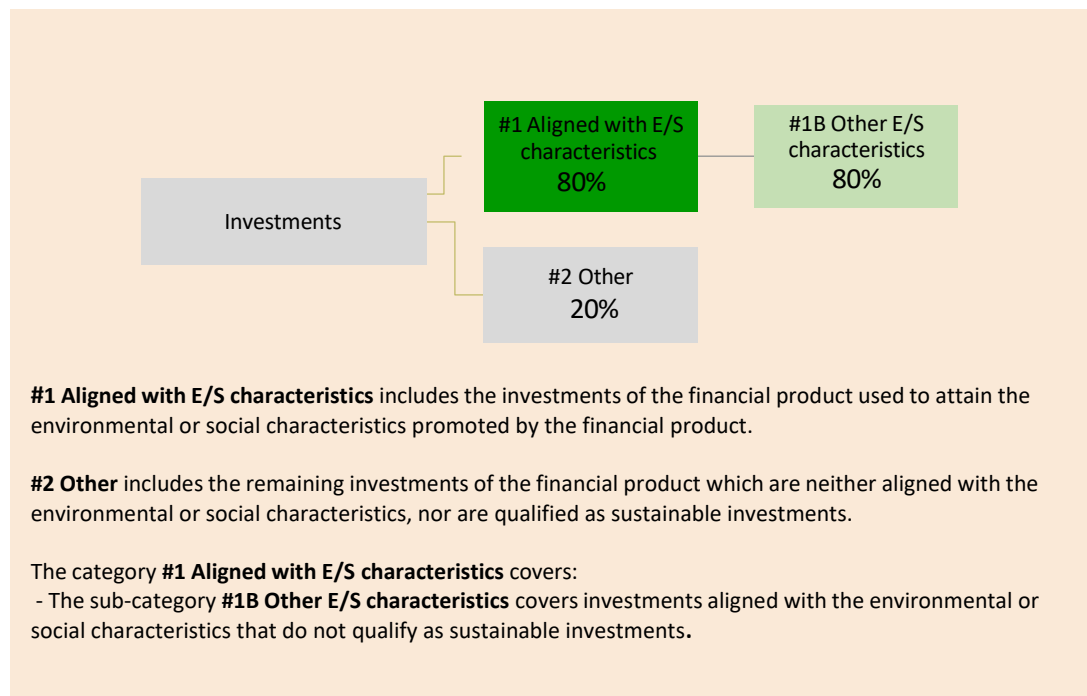 #1 Aligned with E/S
characteristics
80%
#1B Other E/S
characteristics
80%
Investments
#2 Other
20%
#1 Aligned with E/S characteristics includes the investments of the financial product used to attain the
environmental or social characteristics promoted by the financial product.
#2 Other includes the remaining investments of the financial product which are neither aligned with the
environmental or social characteristics, nor are qualified as sustainable investments.
The category #1 Aligned with E/S characteristics covers:
- The sub-category #1B Other E/S characteristics covers investments aligned with the environmental or
social characteristics that do not qualify as sustainable investments.